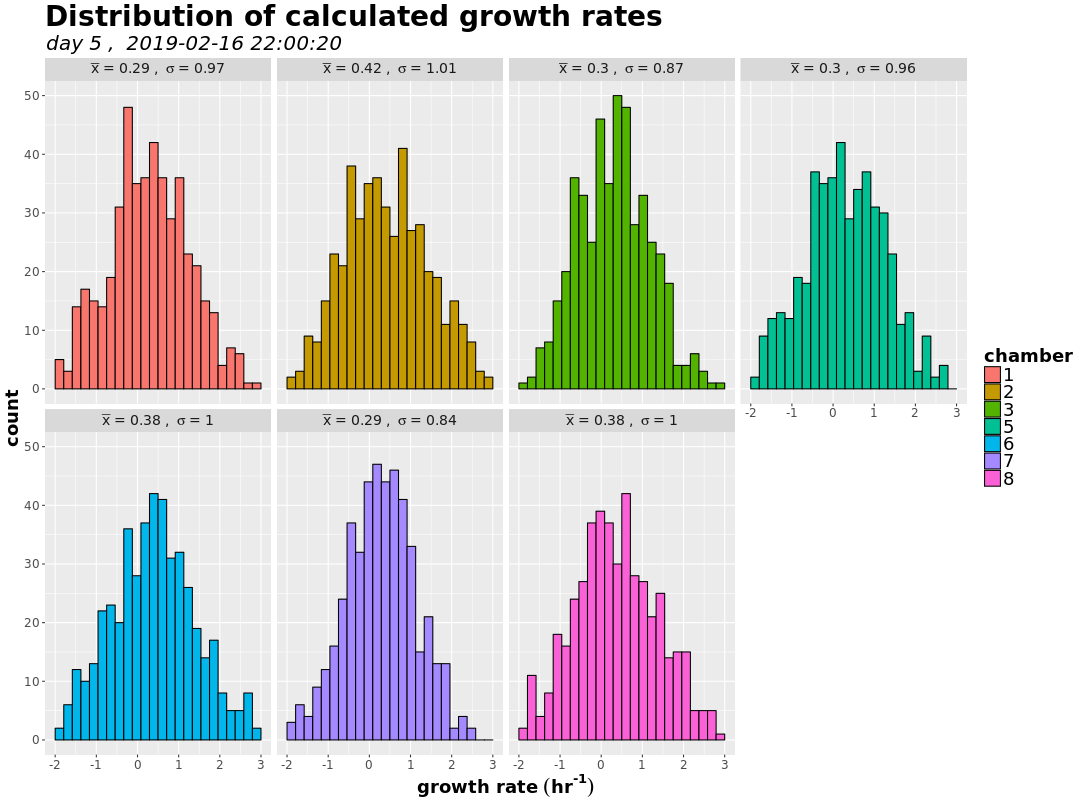 Distribution of calculated growth rates
day 5 , 2019-02-16 22:00:20
x̅ = 0.29 , σ = 0.97
x̅ = 0.42 , σ = 1.01
x̅ = 0.3 , σ = 0.87
x̅ = 0.3 , σ = 0.96
50
40
30
20
10
0
-2 -1 0 1 2 3
x̅ = 0.38 , σ = 1
x̅ = 0.29 , σ = 0.84
x̅ = 0.38 , σ = 1
50
40
30
20
10
0
-2 -1 0 1 2 3
-2 -1 0 1 2 3
-2 -1 0 1 2 3
count
growth rate (hr⁻¹)
chamber
1
2
3
5
6
7
8